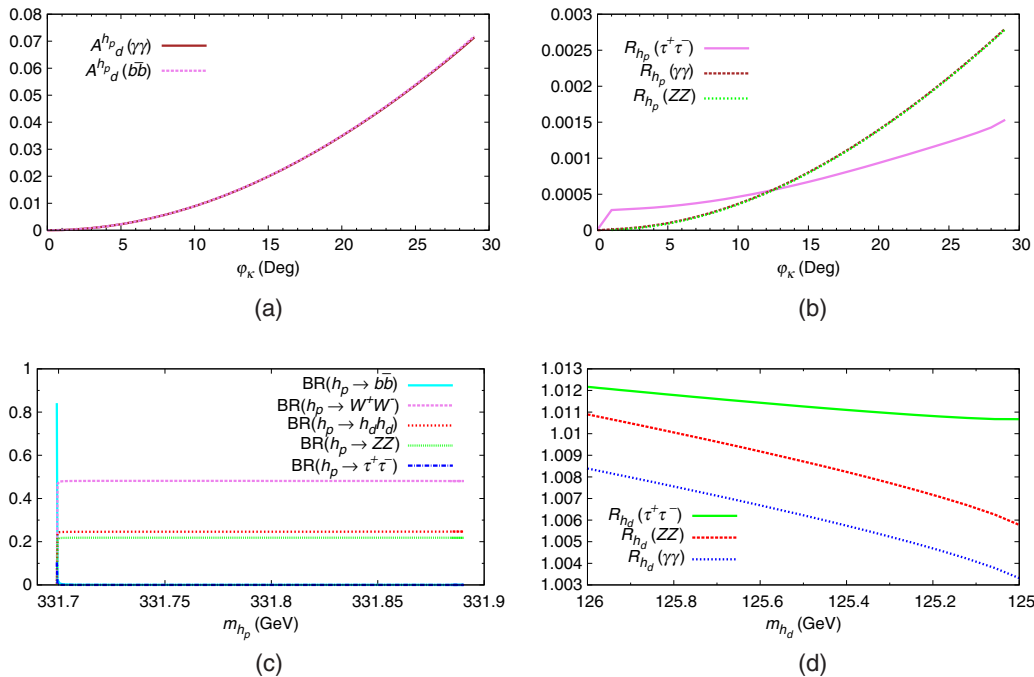 0.08
0.07
0.06
0.05
0.04
0.03
0.02
0.01
0
A^{h_p}_d (γγ)
A^{h_p}_d (bb̅)
0 5 10 15 20 25 30
φ_κ (Deg)
(a)
0.003
0.0025
0.002
0.0015
0.001
0.0005
0
R_{h_p} (τ⁺τ⁻)
R_{h_p} (γγ)
R_{h_p} (ZZ)
0 5 10 15 20 25 30
φ_κ (Deg)
(b)
1
0.8
0.6
0.4
0.2
0
BR(h_p → bb̅)
BR(h_p → W⁺W⁻)
BR(h_p → h_d h_d)
BR(h_p → ZZ)
BR(h_p → τ⁺τ⁻)
331.7 331.75 331.8 331.85 331.9
m_{h_p} (GeV)
(c)
1.013
1.012
1.011
1.01
1.009
1.008
1.007
1.006
1.005
1.004
1.003
R_{h_d} (τ⁺τ⁻)
R_{h_d} (ZZ)
R_{h_d} (γγ)
126 125.8 125.6 125.4 125.2 125
m_{h_d} (GeV)
(d)